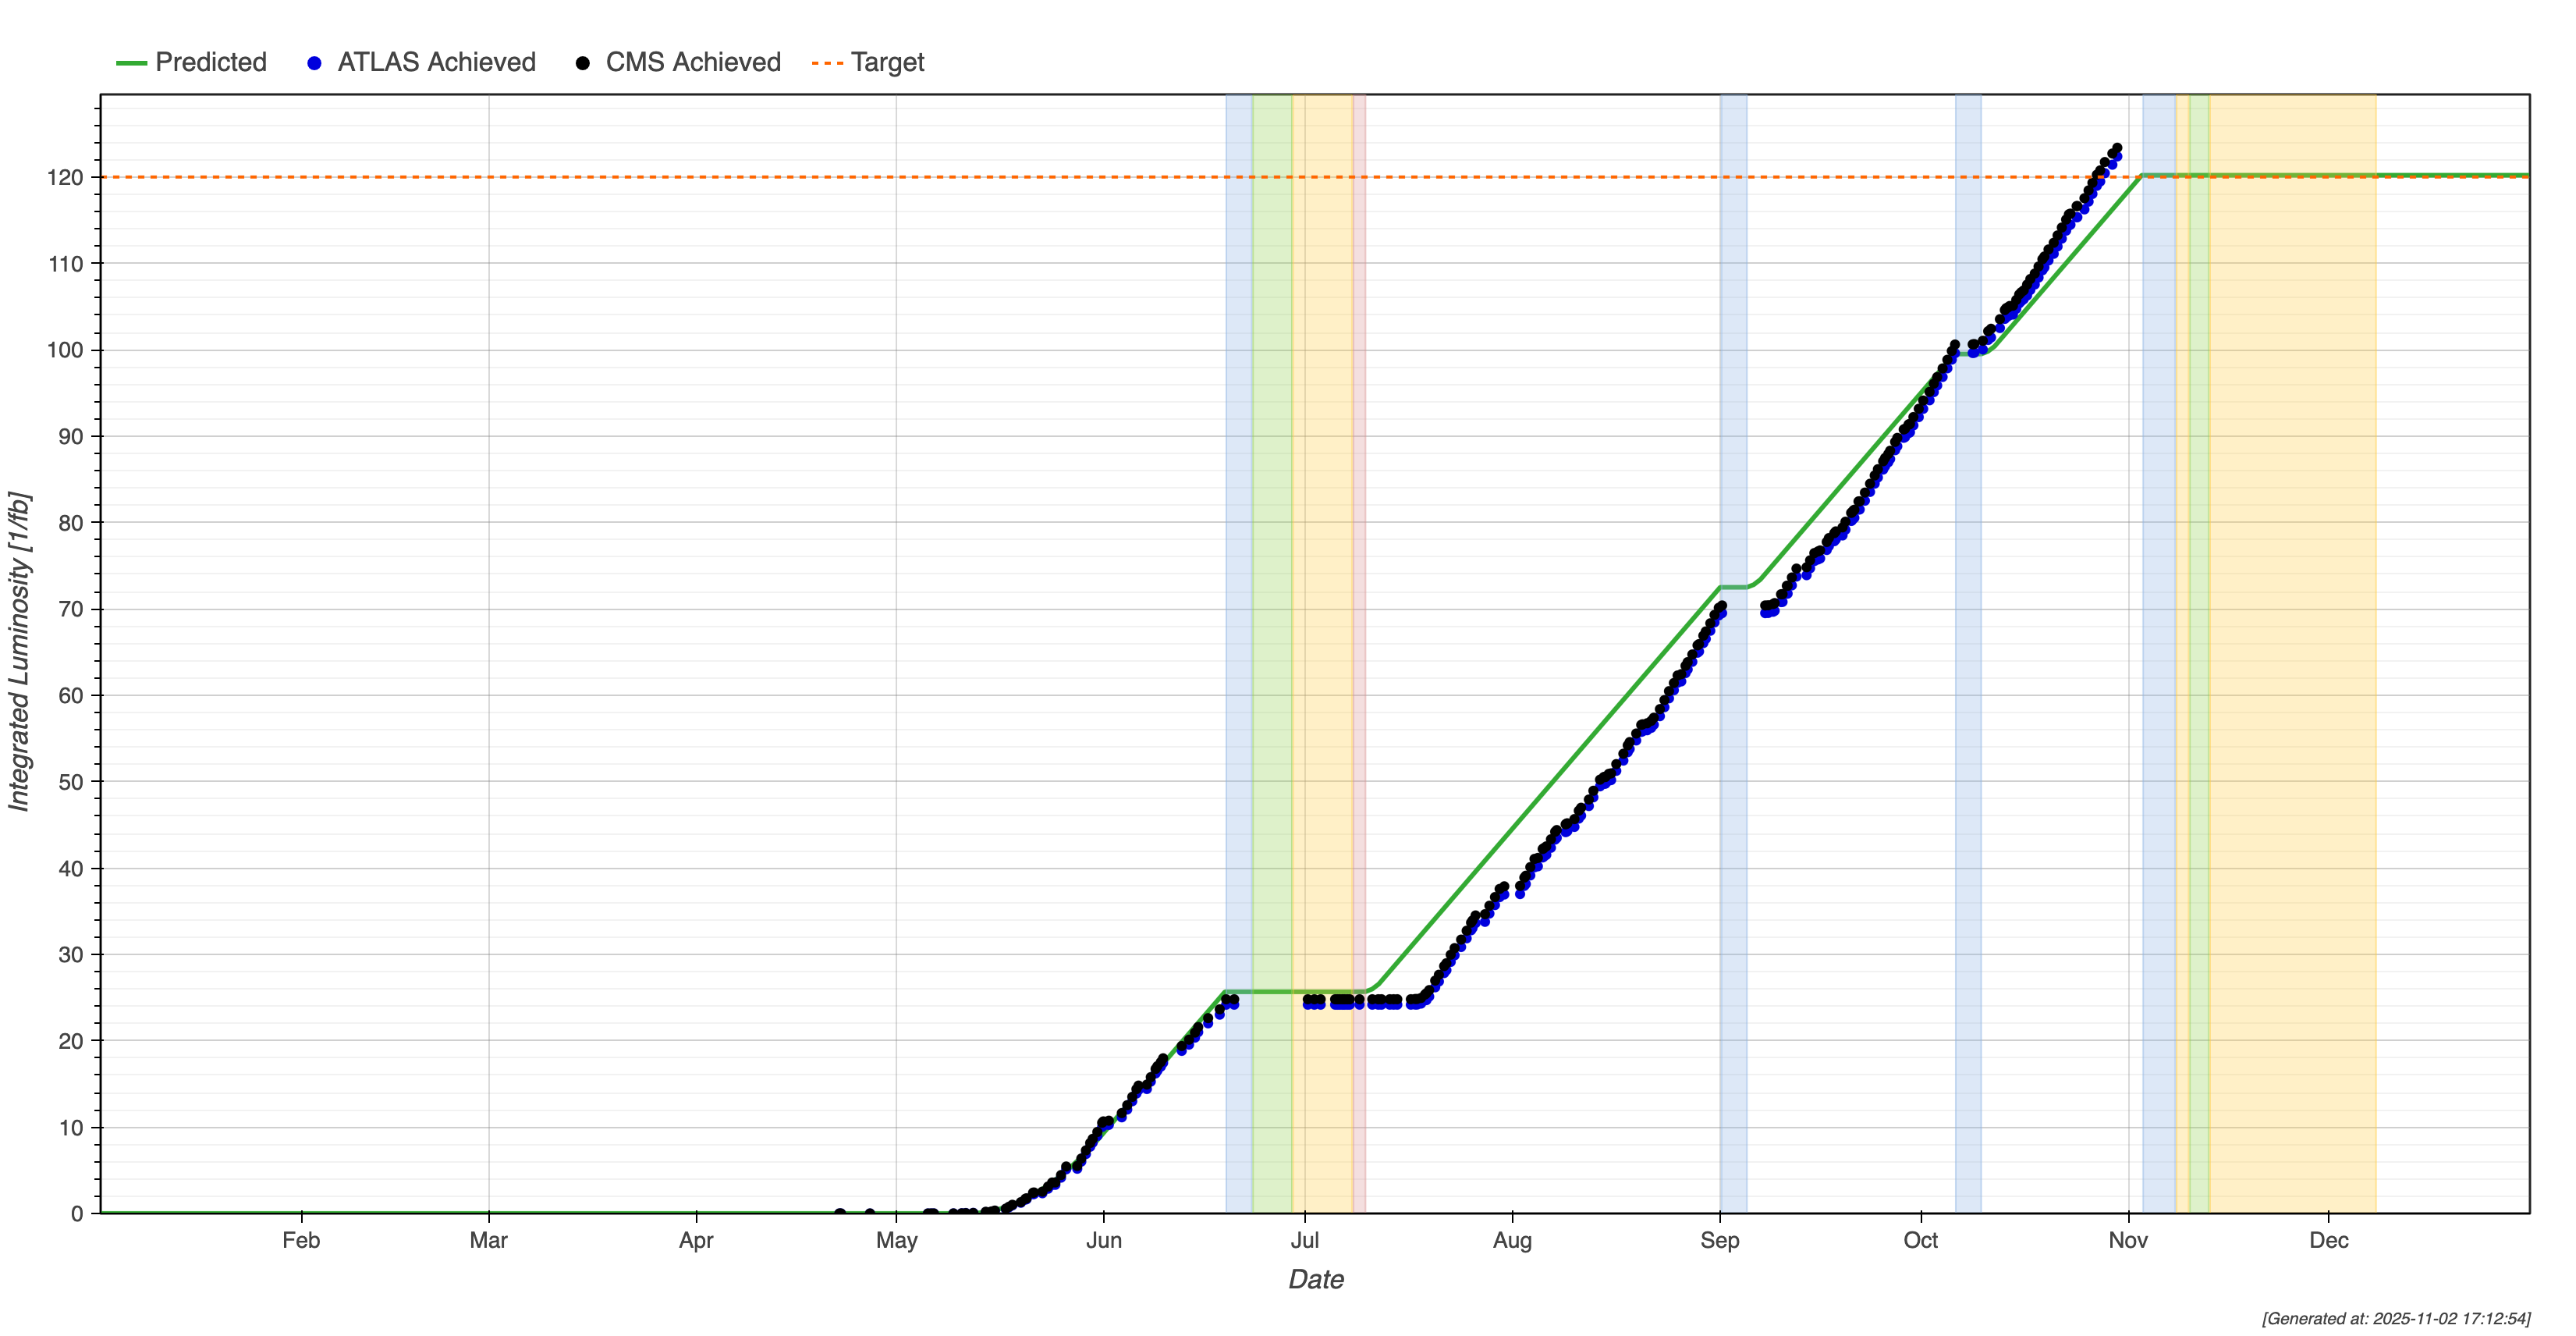 Predicted ATLAS Achieved CMS Achieved Target
120
110
100
90
80
70
60
50
40
30
20
10
0
Integrated Luminosity [1/fb]
Feb Mar Apr May Jun Jul Aug Sep Oct Nov Dec
Date
[Generated at: 2025-11-02 17:12:54]